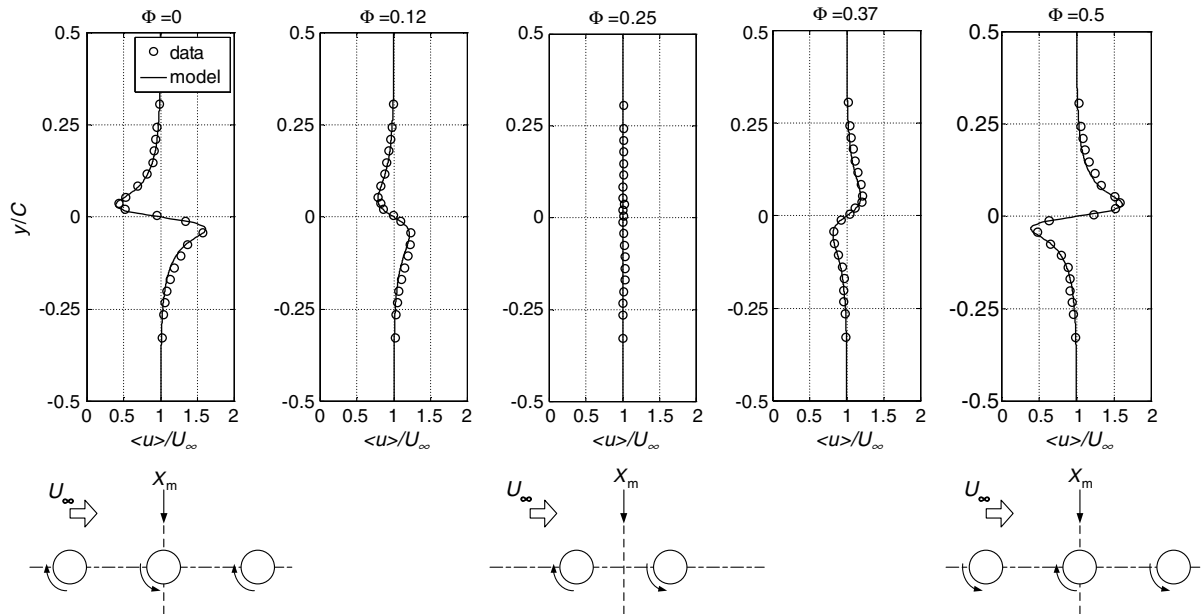 Φ =0
Φ =0.12
Φ =0.25
Φ =0.37
Φ =0.5
0.5 0.5 0.5 0.5 0.5
data
model
0.25 0.25 0.25 0.25 0.25
y/C
0 0 0 0 0
-0.25 -0.25 -0.25 -0.25 -0.25
-0.5 -0.5 -0.5 -0.5 -0.5
0 0.5 1 1.5 2
0 0.5 1 1.5 2
0 0.5 1 1.5 2
0 0.5 1 1.5 2
0 0.5 1 1.5 2
<u>/U∞
<u>/U∞
<u>/U∞
<u>/U∞
<u>/U∞
Xm
Xm
Xm
U∞
U∞
U∞